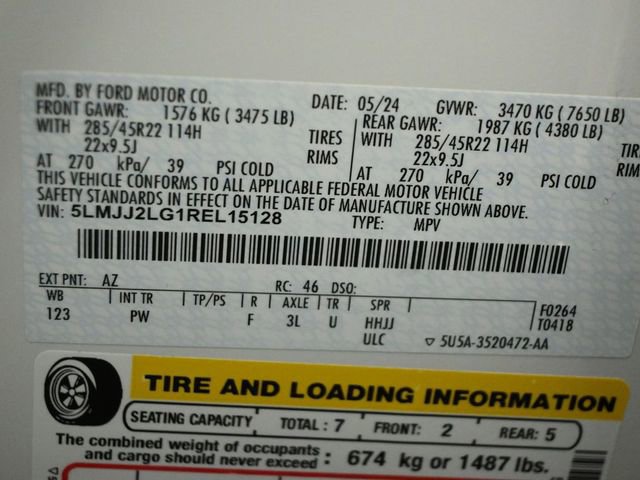 MFD. BY FORD MOTOR CO.
DATE: 05/24 GVWR: 3470 KG ( 7650 LB)
FRONT GAWR: 1576 KG ( 3475 LB)
REAR GAWR: 1987 KG ( 4380 LB)
WITH 285/45R22 114H TIRES
WITH 285/45R22 114H
22x9.5J RIMS
22x9.5J
AT 270 kPa/ 39 PSI COLD
AT 270 kPa/ 39 PSI COLD
THIS VEHICLE CONFORMS TO ALL APPLICABLE FEDERAL MOTOR VEHICLE
SAFETY STANDARDS IN EFFECT ON THE DATE OF MANUFACTURE SHOWN ABOVE.
VIN: 5LMJJ2LG1REL15128 TYPE: MPV
EXT PNT: AZ RC: 46 DSO:
WB INT TR TP/PS R AXLE TR SPR F0264
123 PW F 3L U HHJJ T0418
ULC 5U5A-3520472-AA
TIRE AND LOADING INFORMATION
SEATING CAPACITY TOTAL : 7 FRONT: 2 REAR: 5
The combined weight of occupants
and cargo should never exceed : 674 kg or 1487 lbs.